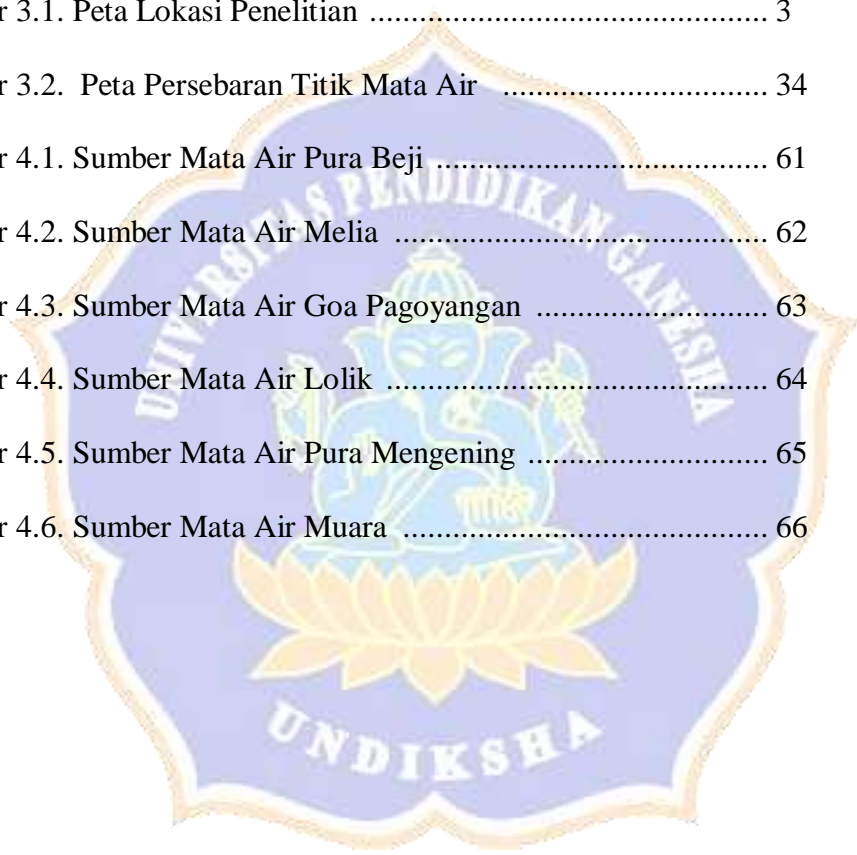 r 3.1. Peta Lokasi Penelitian ................................................... 3
r 3.2.  Peta Persebaran Titik Mata Air  .................................. 34
r 4.1. Sumber Mata Air Pura Beji ........................................... 61
r 4.2. Sumber Mata Air Melia  ................................................ 62
r 4.3. Sumber Mata Air Goa Pagoyangan  .............................. 63
r 4.4. Sumber Mata Air Lolik  ................................................. 64
r 4.5. Sumber Mata Air Pura Mengening  ............................... 65
r 4.6. Sumber Mata Air Muara  ............................................... 66
UNIVERSITAS PENDIDIKAN GANESHA
UNDIKSHA